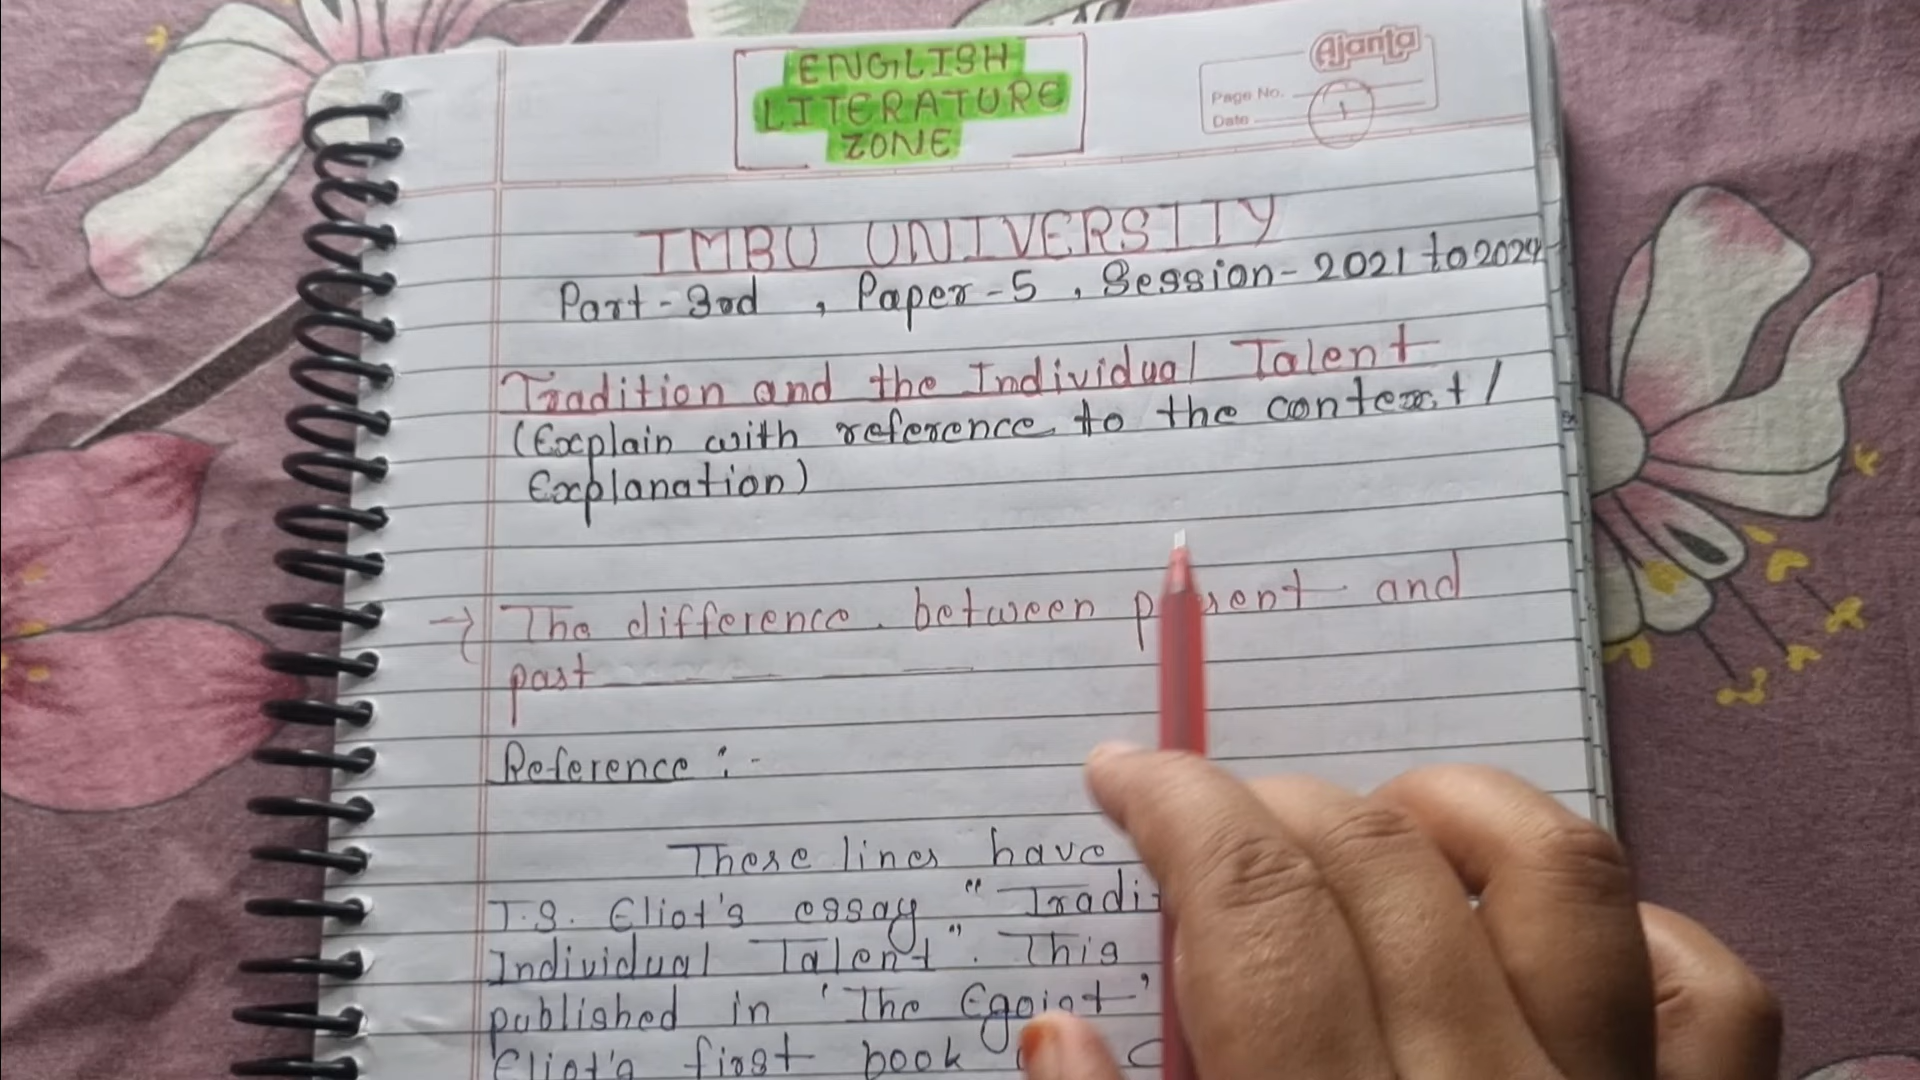 ENGLISH
LITERATURE
ZONE
Ajanta
Page No.
1
Date
TMBU UNIVERSITY
Part-3rd, Paper-5, Session-2021 to 2024
Tradition and the Individual Talent
(Explain with reference to the context/
Explanation)
→ The difference between and
past
Reference :-
These lines have
T.S. Eliot's essay "
Individual Talent". This
published in 'The Egoist'
Eliot's first book